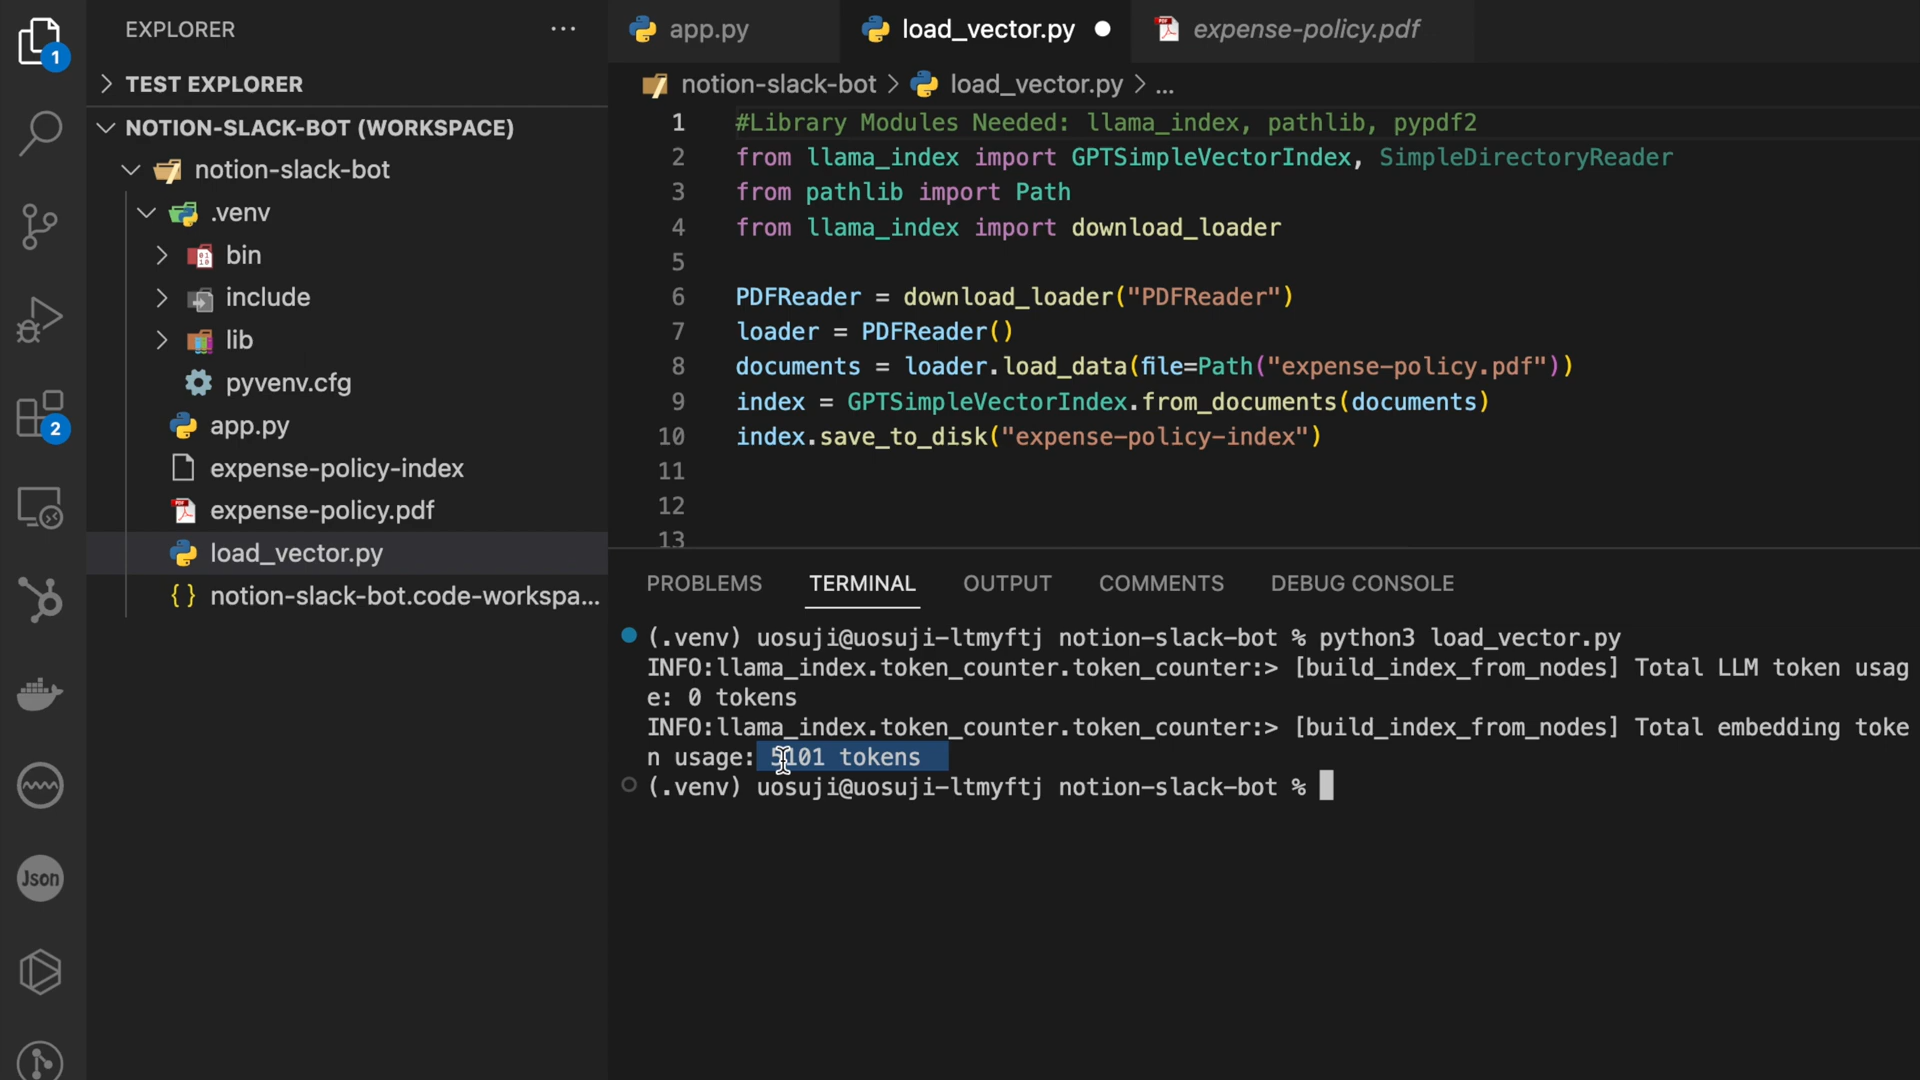 EXPLORER
TEST EXPLORER
NOTION-SLACK-BOT (WORKSPACE)
notion-slack-bot
.venv
bin
include
lib
pyvenv.cfg
app.py
expense-policy-index
expense-policy.pdf
load_vector.py
notion-slack-bot.code-workspa...
1
2
Json
app.py
load_vector.py
expense-policy.pdf
notion-slack-bot > load_vector.py > ...
1 #Library Modules Needed: llama_index, pathlib, pypdf2
2 from llama_index import GPTSimpleVectorIndex, SimpleDirectoryReader
3 from pathlib import Path
4 from llama_index import download_loader
5
6 PDFReader = download_loader("PDFReader")
7 loader = PDFReader()
8 documents = loader.load_data(file=Path("expense-policy.pdf"))
9 index = GPTSimpleVectorIndex.from_documents(documents)
10 index.save_to_disk("expense-policy-index")
11
12
13
PROBLEMS TERMINAL OUTPUT COMMENTS DEBUG CONSOLE
(.venv) uosuji@uosuji-ltmyftj notion-slack-bot % python3 load_vector.py
INFO:llama_index.token_counter.token_counter:> [build_index_from_nodes] Total LLM token usag
e: 0 tokens
INFO:llama_index.token_counter.token_counter:> [build_index_from_nodes] Total embedding toke
n usage: 5101 tokens
(.venv) uosuji@uosuji-ltmyftj notion-slack-bot %